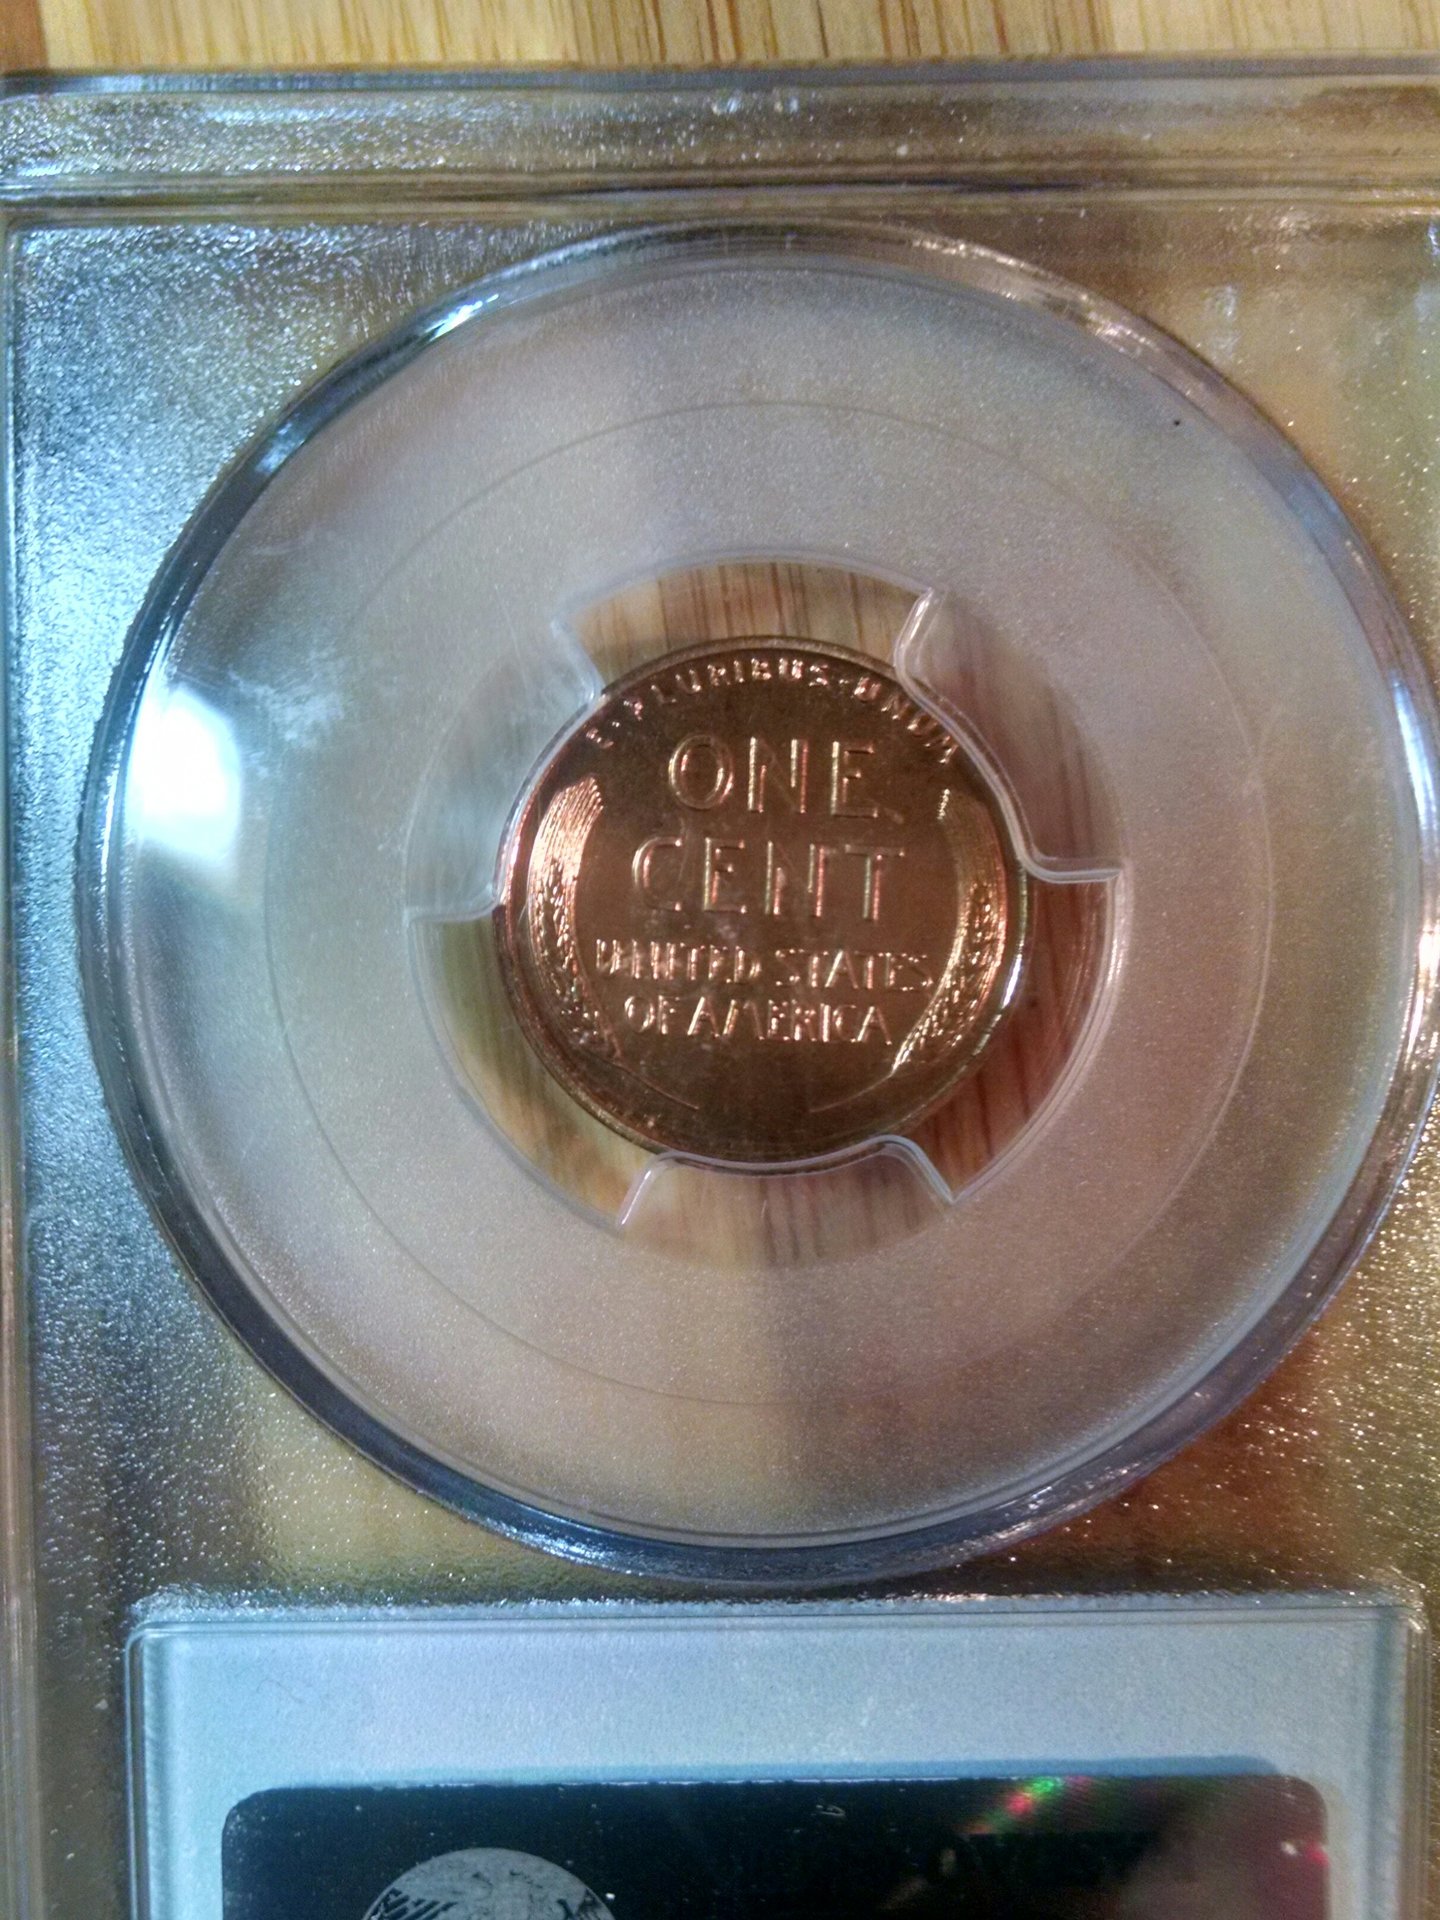 E · PLURIBUS · UNUM
ONE
CENT
UNITED STATES
OF AMERICA